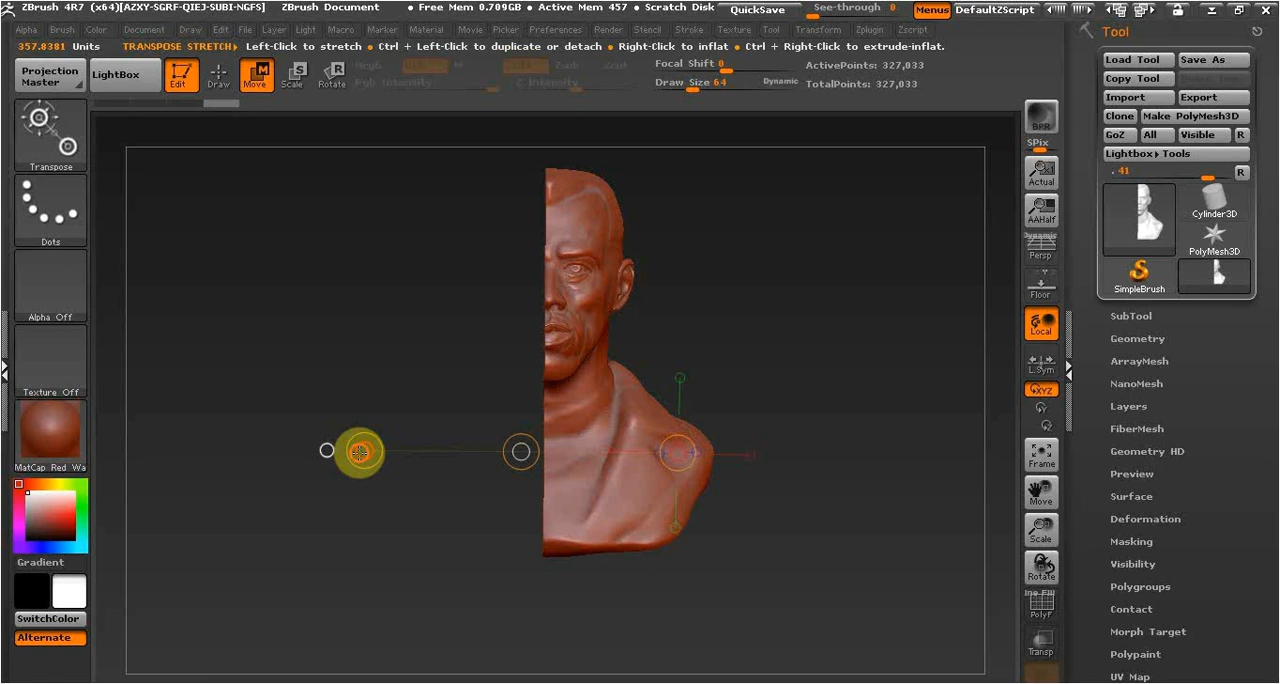 ZBrush 4R7 (x64)[AZXY-SGRF-QIEJ-SUBI-NGFS] ZBrush Document • Free Mem 0.709GB • Active Mem 457 • Scratch Disk QuickSave See-through 0 Menus DefaultZScript
Alpha Brush Color Document Draw Edit File Layer Light Macro Marker Material Movie Picker Preferences Render Stencil Stroke Texture Tool Transform Zplugin Zscript
357.8381 Units TRANSPOSE STRETCH▸ Left-Click to stretch • Ctrl + Left-Click to duplicate or detach • Right-Click to inflat • Ctrl + Right-Click to extrude-inflat.
Projection
Master
LightBox
Edit
Draw
Move
Scale
Rotate
Rgb Intensity
Z Intensity
Focal Shift 0
Draw Size 64 Dynamic
ActivePoints: 327,033
TotalPoints: 327,033
Transpose
Dots
Alpha Off
Texture Off
MatCap Red Wa
Gradient
SwitchColor
Alternate
BPR
SPix
Actual
AAHalf
Dynamic
Persp
Floor
Local
L.Sym
XYZ
Frame
Move
Scale
Rotate
Line Fill
PolyF
Transp
Tool
Load Tool Save As
Copy Tool
Import Export
Clone Make PolyMesh3D
GoZ All Visible R
Lightbox▸Tools
41 R
Cylinder3D
PolyMesh3D
SimpleBrush
SubTool
Geometry
ArrayMesh
NanoMesh
Layers
FiberMesh
Geometry HD
Preview
Surface
Deformation
Masking
Visibility
Polygroups
Contact
Morph Target
Polypaint
UV Map